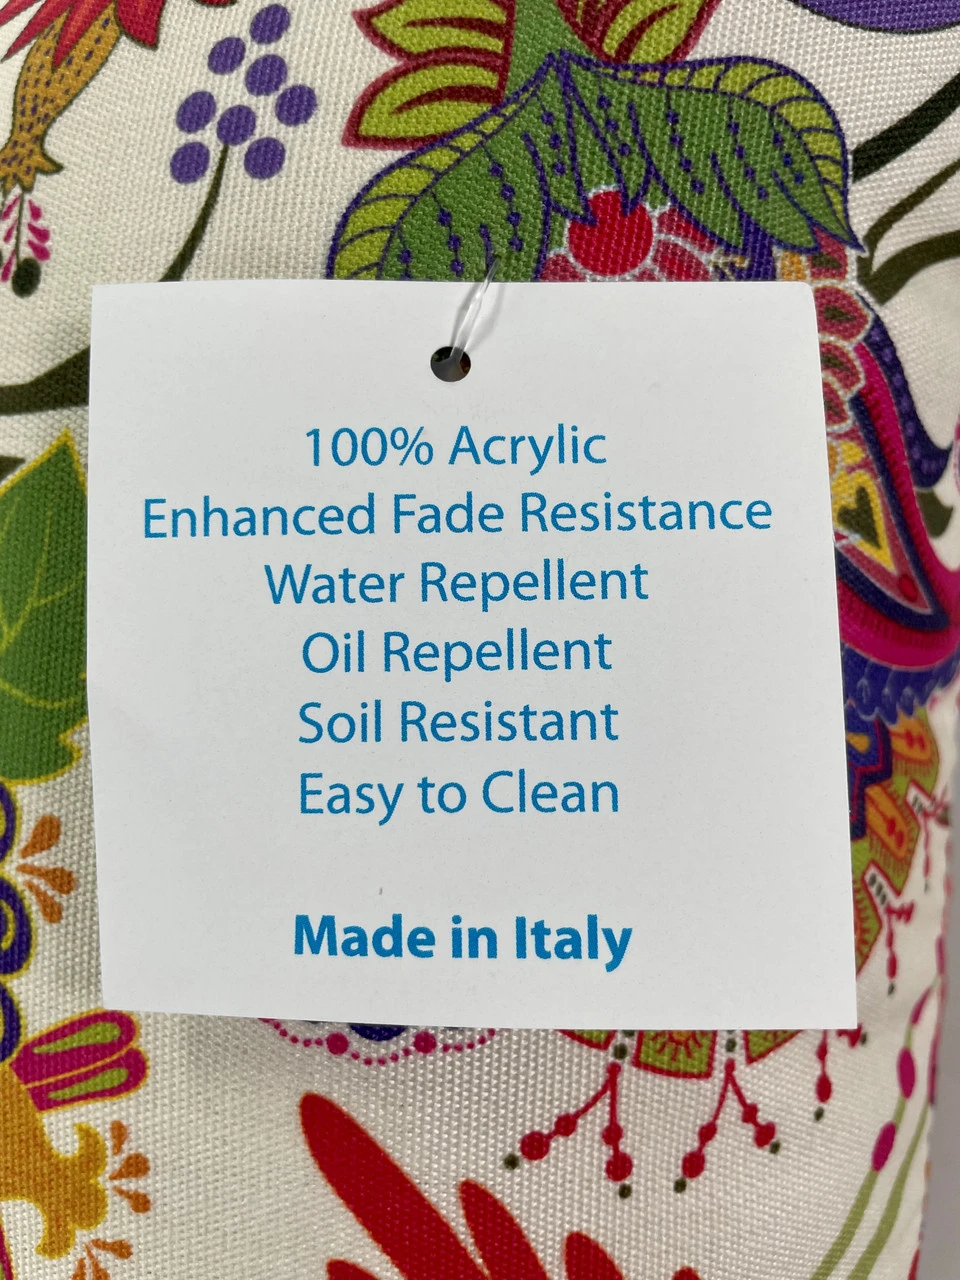 100% Acrylic
Enhanced Fade Resistance
Water Repellent
Oil Repellent
Soil Resistant
Easy to Clean
Made in Italy